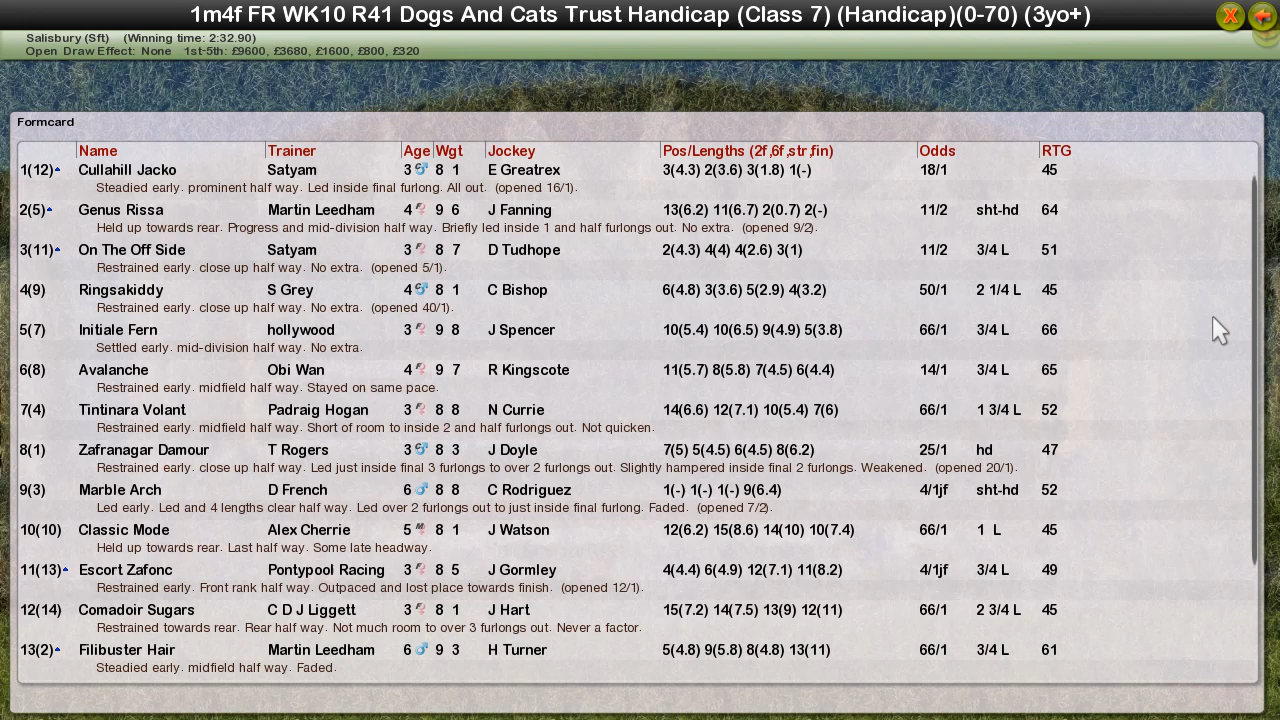 1m4f FR WK10 R41 Dogs And Cats Trust Handicap (Class 7) (Handicap)(0-70) (3yo+)
Salisbury (Sft) (Winning time: 2:32.90)
Open Draw Effect: None 1st-5th: £9600, £3680, £1600, £800, £320
Formcard
Name Trainer Age Wgt Jockey Pos/Lengths (2f,6f,str,fin) Odds RTG
1(12) Cullahill Jacko Satyam 3 8 1 E Greatrex 3(4.3) 2(3.6) 3(1.8) 1(-) 18/1 45
Steadied early. prominent half way. Led inside final furlong. All out. (opened 16/1).
2(5) Genus Rissa Martin Leedham 4 9 6 J Fanning 13(6.2) 11(6.7) 2(0.7) 2(-) 11/2 sht-hd 64
Held up towards rear. Progress and mid-division half way. Briefly led inside 1 and half furlongs out. No extra. (opened 9/2).
3(11) On The Off Side Satyam 3 8 7 D Tudhope 2(4.3) 4(4) 4(2.6) 3(1) 11/2 3/4 L 51
Restrained early. close up half way. No extra. (opened 5/1).
4(9) Ringsakiddy S Grey 4 8 1 C Bishop 6(4.8) 3(3.6) 5(2.9) 4(3.2) 50/1 2 1/4 L 45
Restrained early. close up half way. No extra. (opened 40/1).
5(7) Initiale Fern hollywood 3 9 8 J Spencer 10(5.4) 10(6.5) 9(4.9) 5(3.8) 66/1 3/4 L 66
Settled early. mid-division half way. No extra.
6(8) Avalanche Obi Wan 4 9 7 R Kingscote 11(5.7) 8(5.8) 7(4.5) 6(4.4) 14/1 3/4 L 65
Restrained early. midfield half way. Stayed on same pace.
7(4) Tintinara Volant Padraig Hogan 3 8 8 N Currie 14(6.6) 12(7.1) 10(5.4) 7(6) 66/1 1 3/4 L 52
Restrained early. midfield half way. Short of room to inside 2 and half furlongs out. Not quicken.
8(1) Zafranagar Damour T Rogers 3 8 3 J Doyle 7(5) 5(4.5) 6(4.5) 8(6.2) 25/1 hd 47
Restrained early. close up half way. Led just inside final 3 furlongs to over 2 furlongs out. Slightly hampered inside final 2 furlongs. Weakened. (opened 20/1).
9(3) Marble Arch D French 6 8 8 C Rodriguez 1(-) 1(-) 1(-) 9(6.4) 4/1jf sht-hd 52
Led early. Led and 4 lengths clear half way. Led over 2 furlongs out to just inside final furlong. Faded. (opened 7/2).
10(10) Classic Mode Alex Cherrie 5 8 1 J Watson 12(6.2) 15(8.6) 14(10) 10(7.4) 66/1 1 L 45
Held up towards rear. Last half way. Some late headway.
11(13) Escort Zafonc Pontypool Racing 3 8 5 J Gormley 4(4.4) 6(4.9) 12(7.1) 11(8.2) 4/1jf 3/4 L 49
Restrained early. Front rank half way. Outpaced and lost place towards finish. (opened 12/1).
12(14) Comadoir Sugars C D J Liggett 3 8 1 J Hart 15(7.2) 14(7.5) 13(9) 12(11) 66/1 2 3/4 L 45
Restrained towards rear. Rear half way. Not much room to over 3 furlongs out. Never a factor.
13(2) Filibuster Hair Martin Leedham 6 9 3 H Turner 5(4.8) 9(5.8) 8(4.8) 13(11) 66/1 3/4 L 61
Steadied early. midfield half way. Faded.